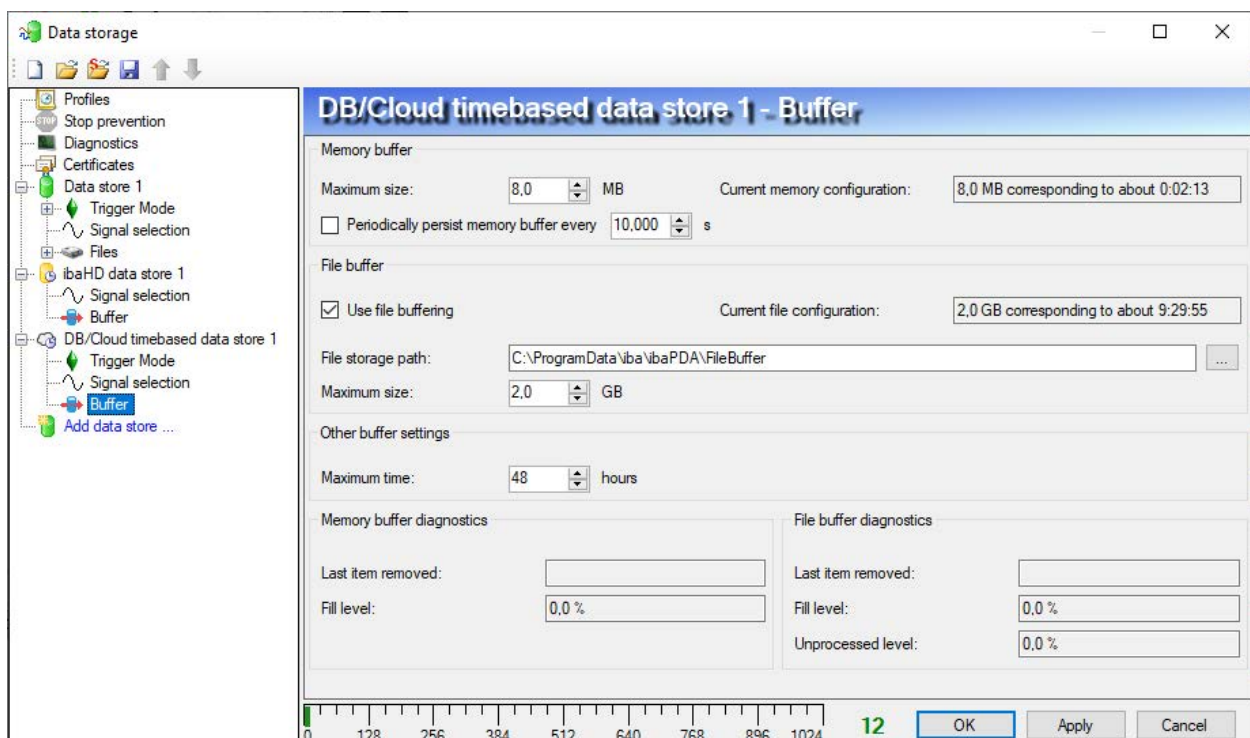 Data storage
Profiles
STOP Stop prevention
Diagnostics
Certificates
Data store 1
Trigger Mode
Signal selection
Files
ibaHD data store 1
Signal selection
Buffer
DB/Cloud timebased data store 1
Trigger Mode
Signal selection
Buffer
Add data store ...
DB/Cloud timebased data store 1 - Buffer
Memory buffer
Maximum size: 8,0 MB Current memory configuration: 8,0 MB corresponding to about 0:02:13
Periodically persist memory buffer every 10,000 s
File buffer
Use file buffering Current file configuration: 2,0 GB corresponding to about 9:29:55
File storage path: C:\ProgramData\iba\ibaPDA\FileBuffer ...
Maximum size: 2,0 GB
Other buffer settings
Maximum time: 48 hours
Memory buffer diagnostics
Last item removed:
Fill level: 0,0 %
File buffer diagnostics
Last item removed:
Fill level: 0,0 %
Unprocessed level: 0,0 %
0 128 256 384 512 640 768 896 1024 12 OK Apply Cancel